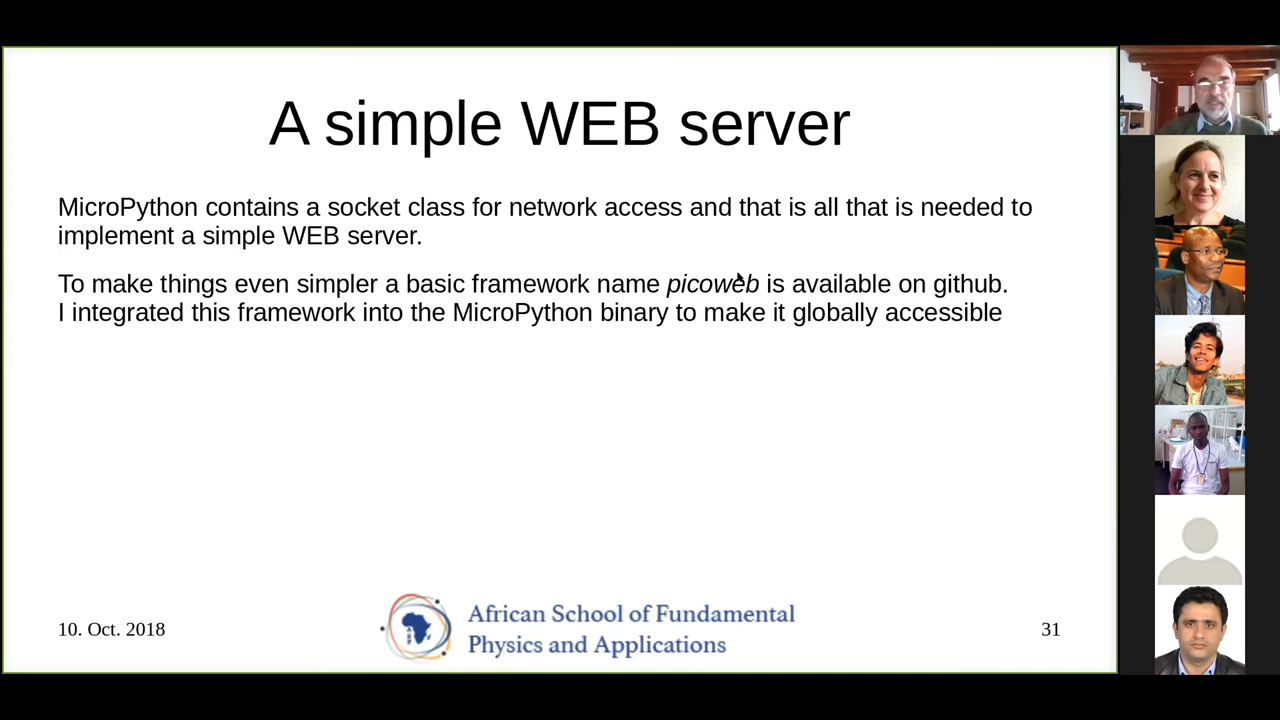 A simple WEB server
MicroPython contains a socket class for network access and that is all that is needed to
implement a simple WEB server.
To make things even simpler a basic framework name picoweb is available on github.
I integrated this framework into the MicroPython binary to make it globally accessible
10. Oct. 2018
African School of Fundamental
Physics and Applications
31